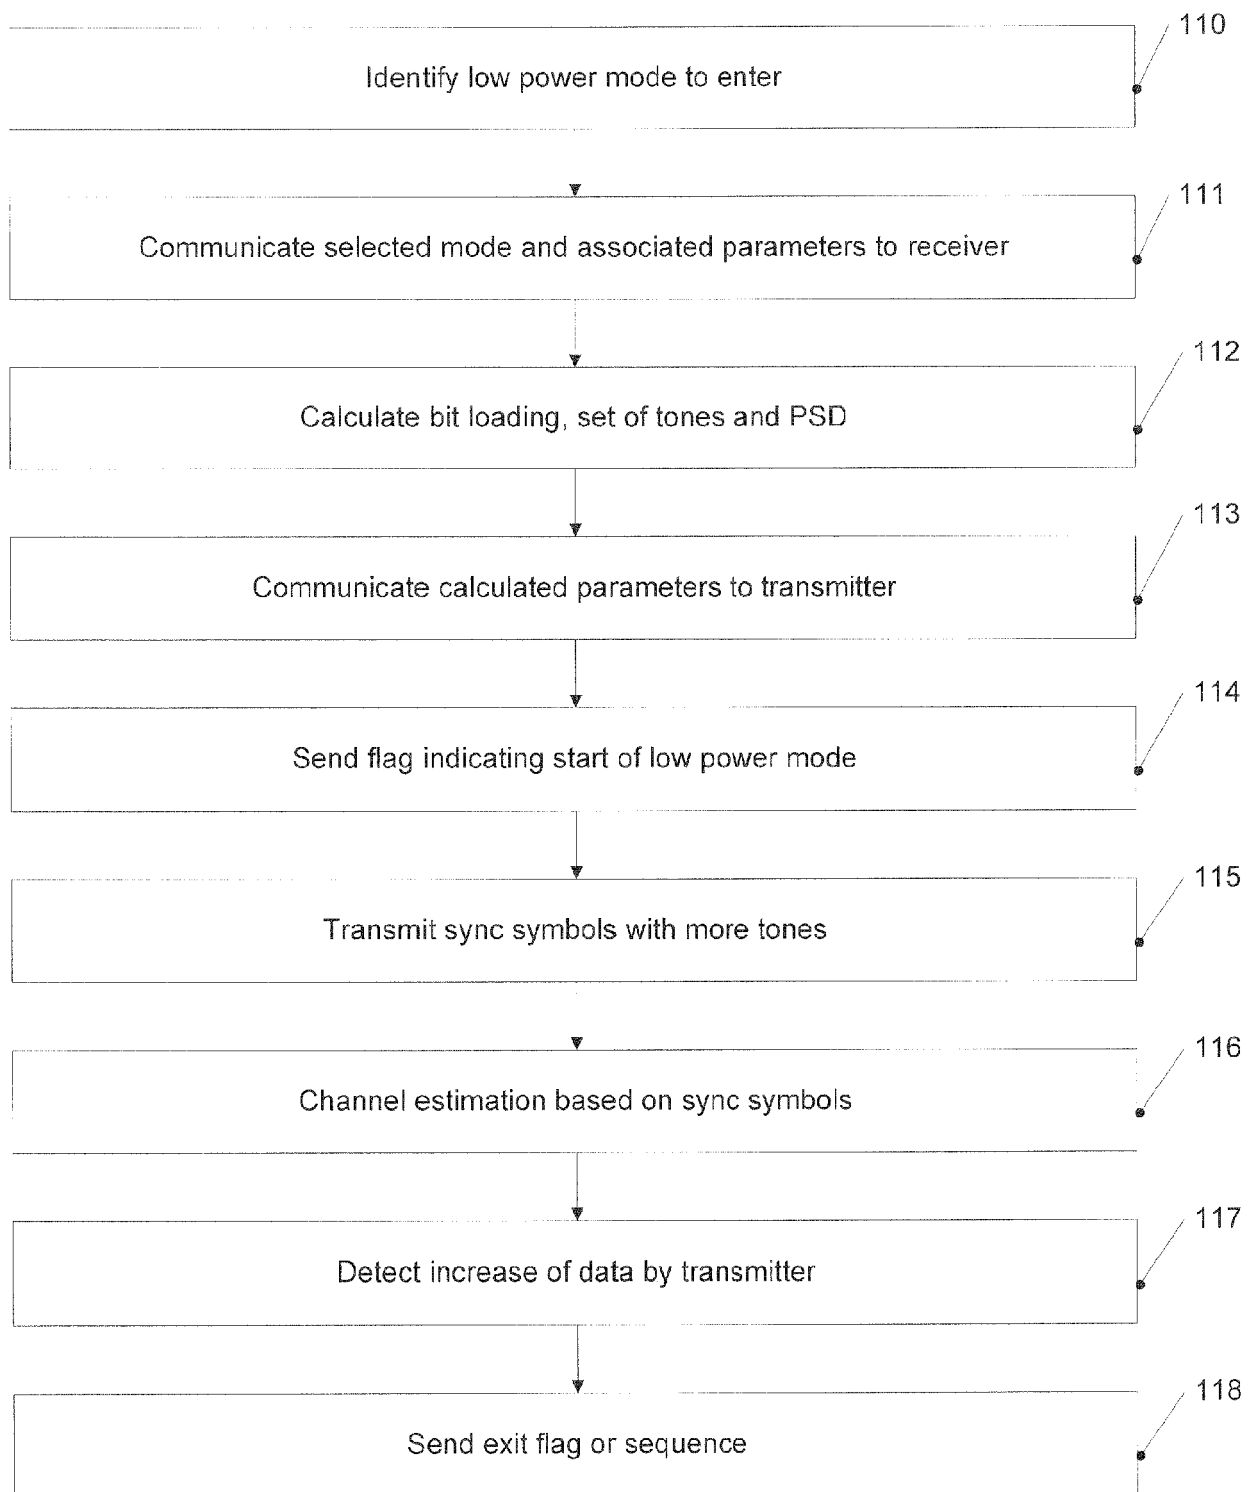 110
Identify low power mode to enter
111
Communicate selected mode and associated parameters to receiver
112
Calculate bit loading, set of tones and PSD
113
Communicate calculated parameters to transmitter
114
Send flag indicating start of low power mode
115
Transmit sync symbols with more tones
116
Channel estimation based on sync symbols
117
Detect increase of data by transmitter
118
Send exit flag or sequence